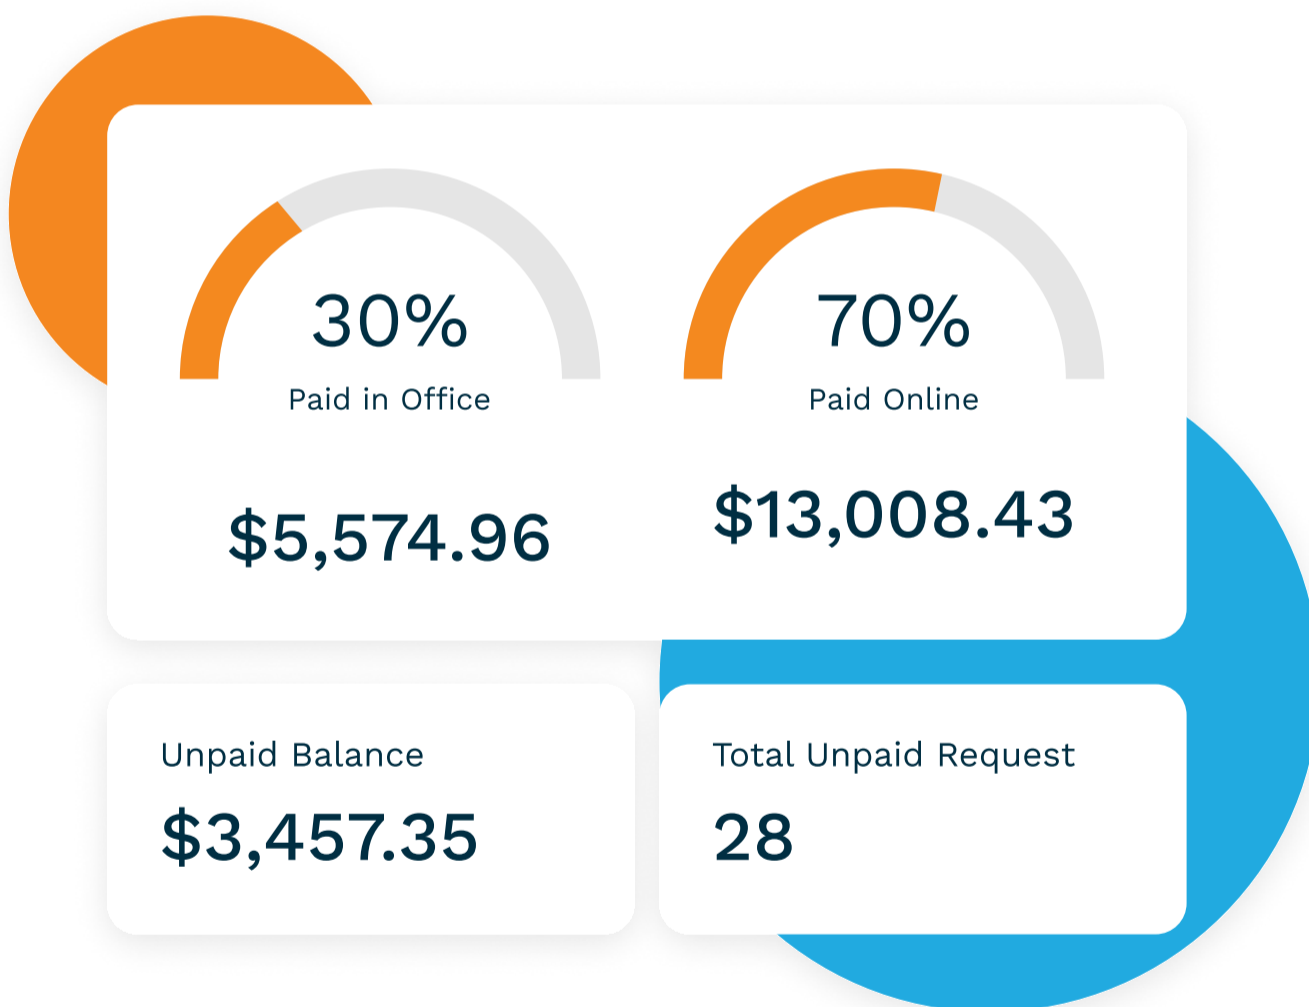 30%
Paid in Office
$5,574.96
70%
Paid Online
$13,008.43
Unpaid Balance
$3,457.35
Total Unpaid Request
28